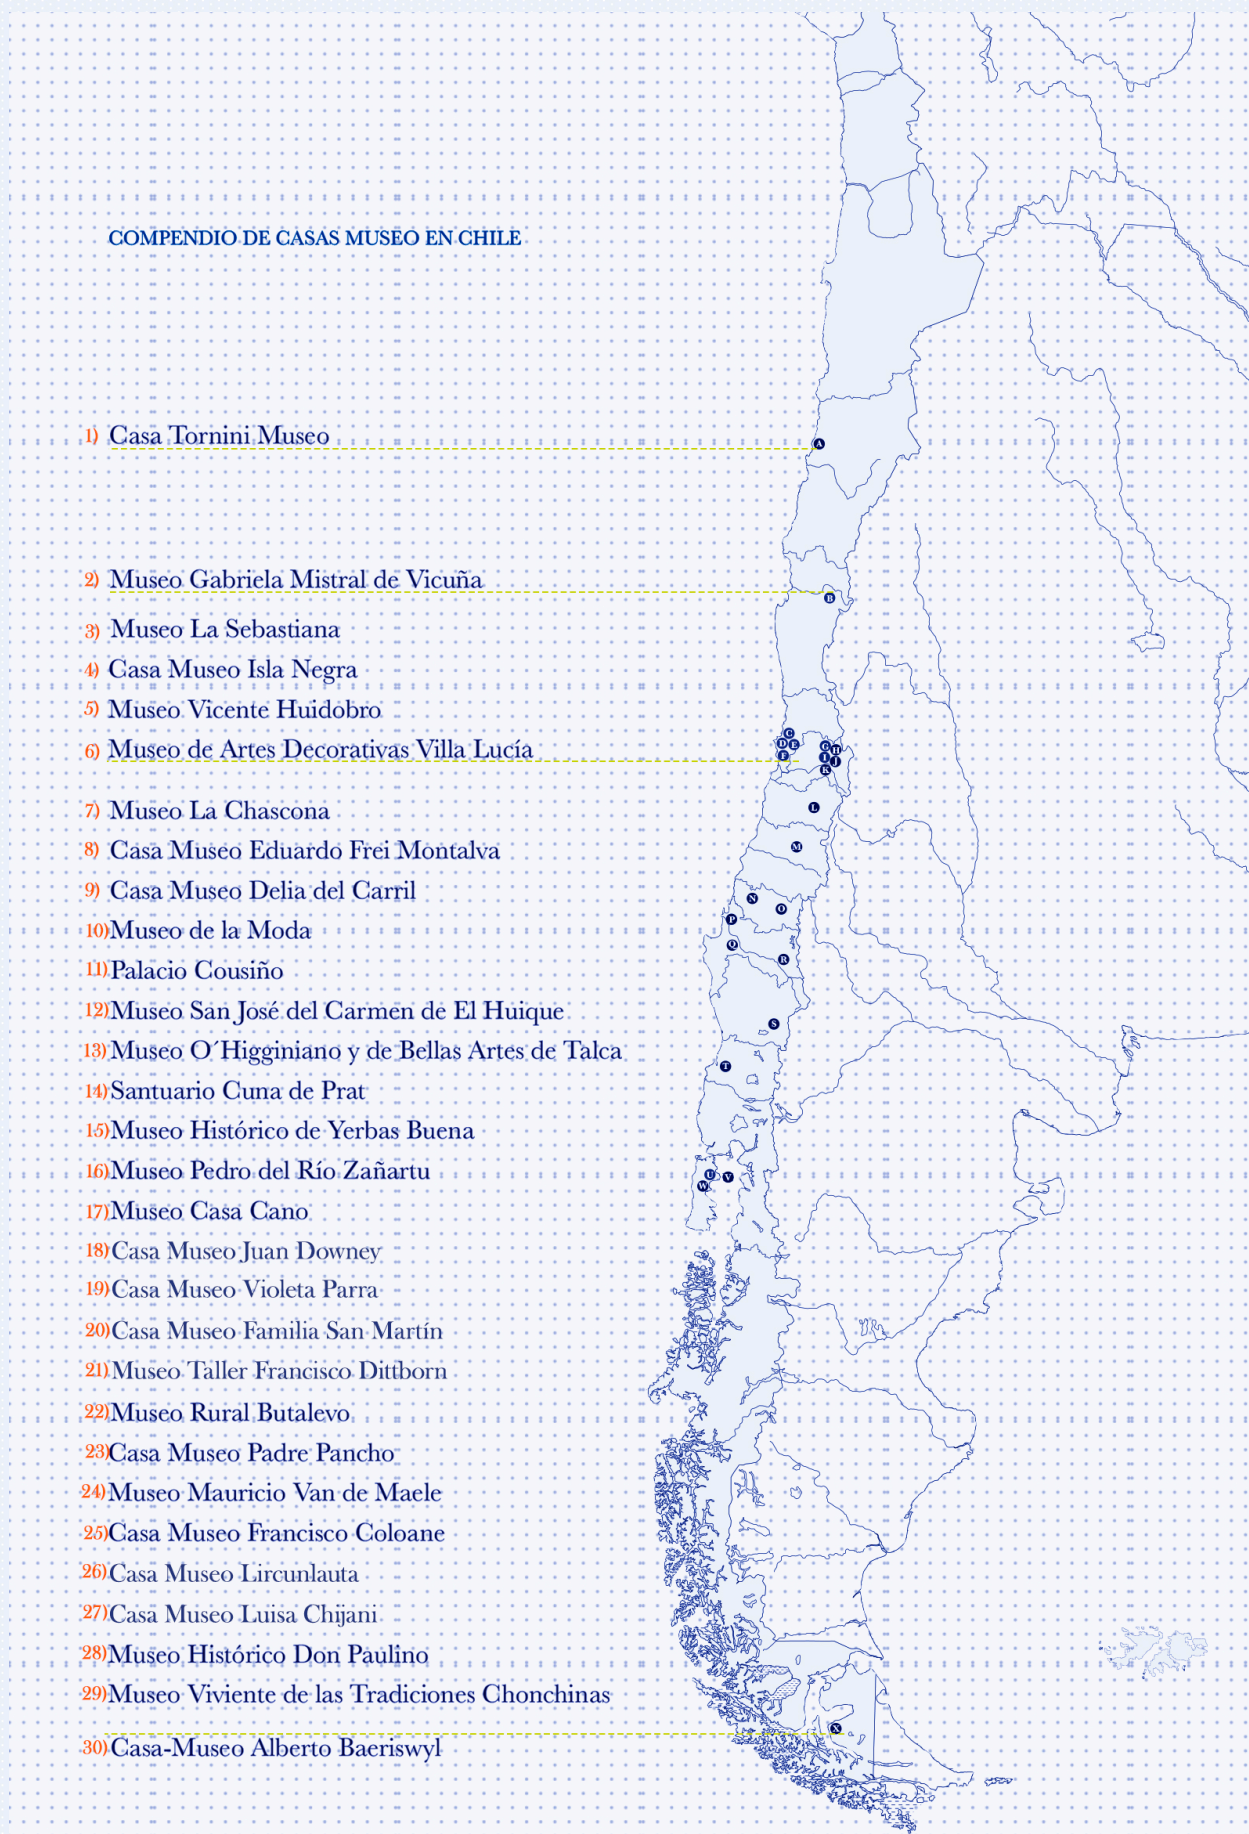 COMPENDIO DE CASAS MUSEO EN CHILE
1) Casa Tornini Museo
A
2) Museo Gabriela Mistral de Vicuña
B
3) Museo La Sebastiana
4) Casa Museo Isla Negra
5) Museo Vicente Huidobro
6) Museo de Artes Decorativas Villa Lucía
C
D E G H
F I J
K
7) Museo La Chascona
L
8) Casa Museo Eduardo Frei Montalva
M
9) Casa Museo Delia del Carril
N
O
10) Museo de la Moda
P
Q
11) Palacio Cousiño
R
12) Museo San José del Carmen de El Huique
S
13) Museo O´Higginiano y de Bellas Artes de Talca
T
14) Santuario Cuna de Prat
15) Museo Histórico de Yerbas Buena
16) Museo Pedro del Río Zañartu
U V
W
17) Museo Casa Cano
18) Casa Museo Juan Downey
19) Casa Museo Violeta Parra
20) Casa Museo Familia San Martín
21) Museo Taller Francisco Dittborn
22) Museo Rural Butalevo
23) Casa Museo Padre Pancho
24) Museo Mauricio Van de Maele
25) Casa Museo Francisco Coloane
26) Casa Museo Lircunlauta
27) Casa Museo Luisa Chijani
28) Museo Histórico Don Paulino
29) Museo Viviente de las Tradiciones Chonchinas
X
30) Casa-Museo Alberto Baeriswyl